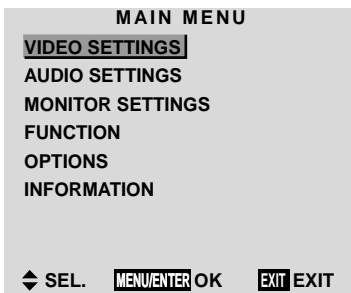 MAIN MENU
VIDEO SETTINGS
AUDIO SETTINGS
MONITOR SETTINGS
FUNCTION
OPTIONS
INFORMATION
SEL. MENU/ENTER OK EXIT EXIT